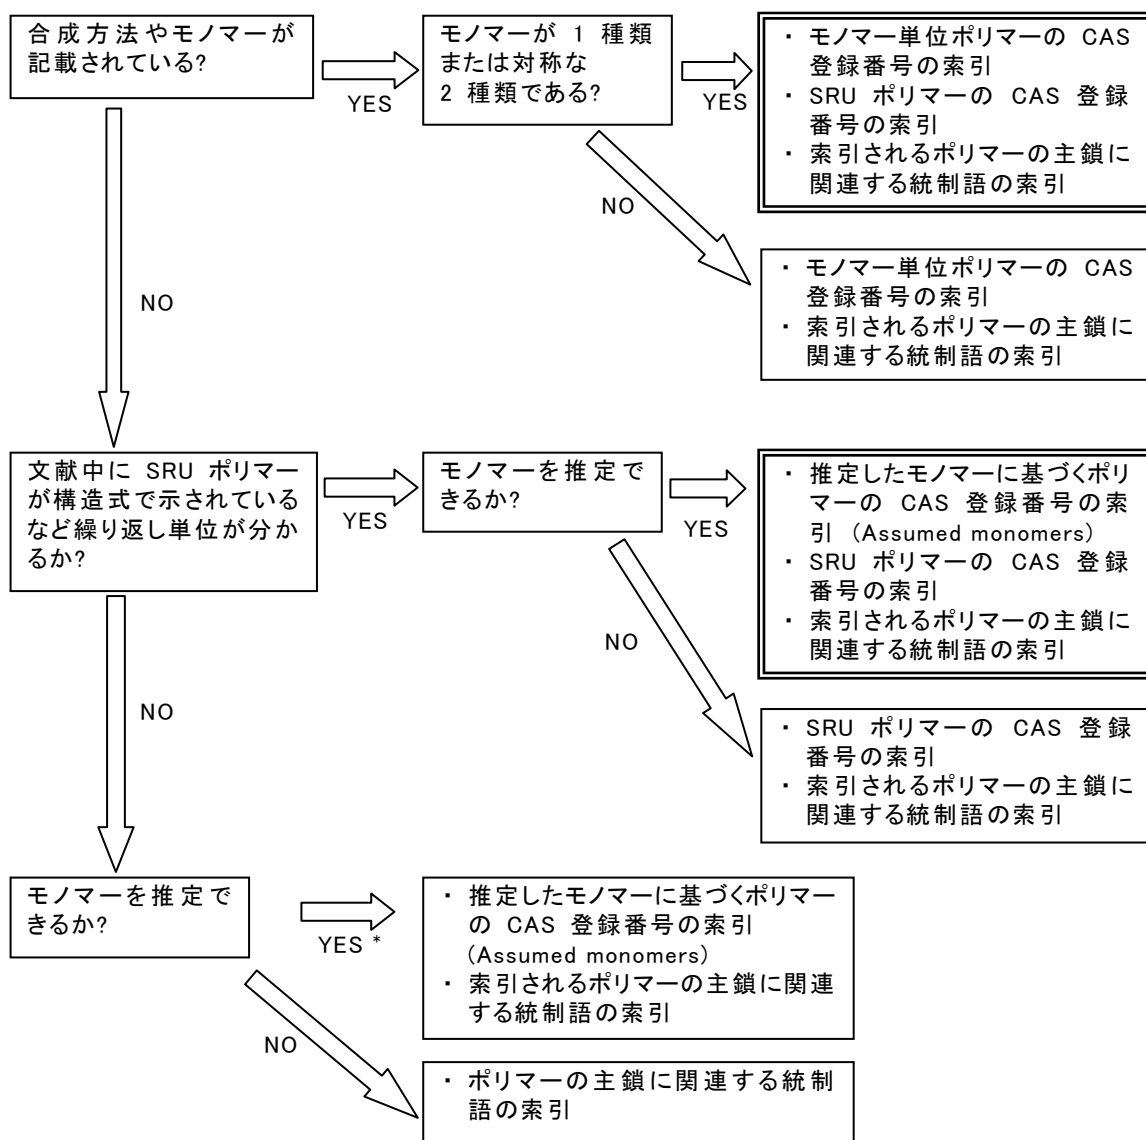 合成方法やモノマーが
記載されている?
YES
モノマーが 1 種類
または対称な
2 種類である?
YES
・ モノマー単位ポリマーの CAS
登録番号の索引
・ SRU ポリマーの CAS 登録
番号の索引
・ 索引されるポリマーの主鎖に
関連する統制語の索引
NO
・ モノマー単位ポリマーの CAS
登録番号の索引
・ 索引されるポリマーの主鎖に
関連する統制語の索引
NO
文献中に SRU ポリマー
が構造式で示されている
など繰り返し単位が分か
るか?
YES
モノマーを推定で
きるか?
YES
・ 推定したモノマーに基づくポリ
マーの CAS 登録番号の索
引 (Assumed monomers)
・ SRU ポリマーの CAS 登録
番号の索引
・ 索引されるポリマーの主鎖に
関連する統制語の索引
NO
・ SRU ポリマーの CAS 登録
番号の索引
・ 索引されるポリマーの主鎖に
関連する統制語の索引
NO
モノマーを推定で
きるか?
YES *
・ 推定したモノマーに基づくポリマー
の CAS 登録番号の索引
(Assumed monomers)
・ 索引されるポリマーの主鎖に関連
する統制語の索引
NO
・ ポリマーの主鎖に関連する統制
語の索引